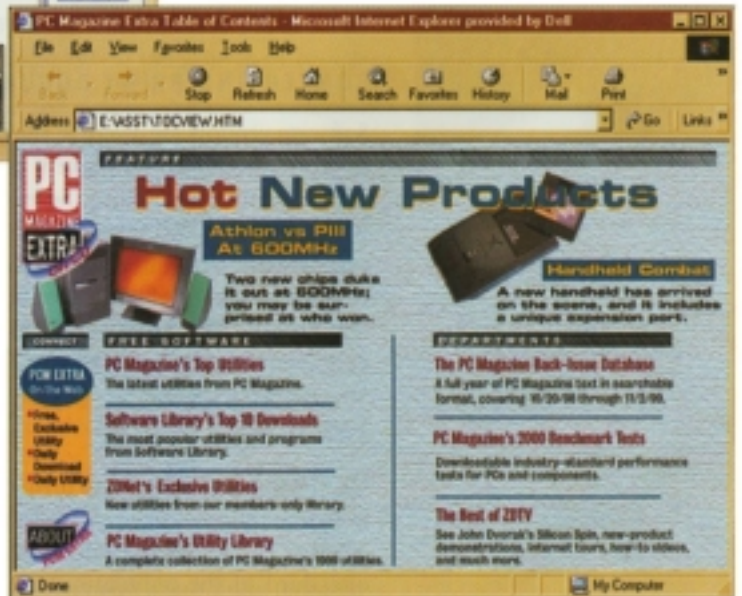 PC Magazine Extra Table of Contents - Microsoft Internet Explorer provided by Dell
File Edit View Favorites Tools Help
Back Forward Stop Refresh Home Search Favorites History Mail Print
Address E:\ASST\TOCVIEW.HTM Go Links
PC
MAGAZINE
EXTRA
FEATURE
Hot New Products
Athlon vs PIII
At 600MHz
Two new chips duke
it out at 600MHz;
you may be sur-
prised at who won.
Handheld Combat
A new handheld has arrived
on the scene, and it includes
a unique expansion port.
CONNECT
PCM EXTRA
On The Web
Free,
Exclusive
Utility
Daily
Download
Daily Utility
ABOUT
FREE SOFTWARE
PC Magazine's Top Utilities
The latest utilities from PC Magazine.
Software Library's Top 10 Downloads
The most popular utilities and programs
from Software Library.
ZDNet's Exclusive Utilities
New utilities from our members-only library.
PC Magazine's Utility Library
A complete collection of PC Magazine's 1999 utilities.
DEPARTMENTS
The PC Magazine Back-Issue Database
A full year of PC Magazine text in searchable
format, covering 10/20/98 through 11/2/99.
PC Magazine's 2000 Benchmark Tests
Downloadable industry-standard performance
tests for PCs and components.
The Best of ZDTV
See John Dvorak's Silicon Spin, new-product
demonstrations, internet tours, how-to videos,
and much more.
Done My Computer